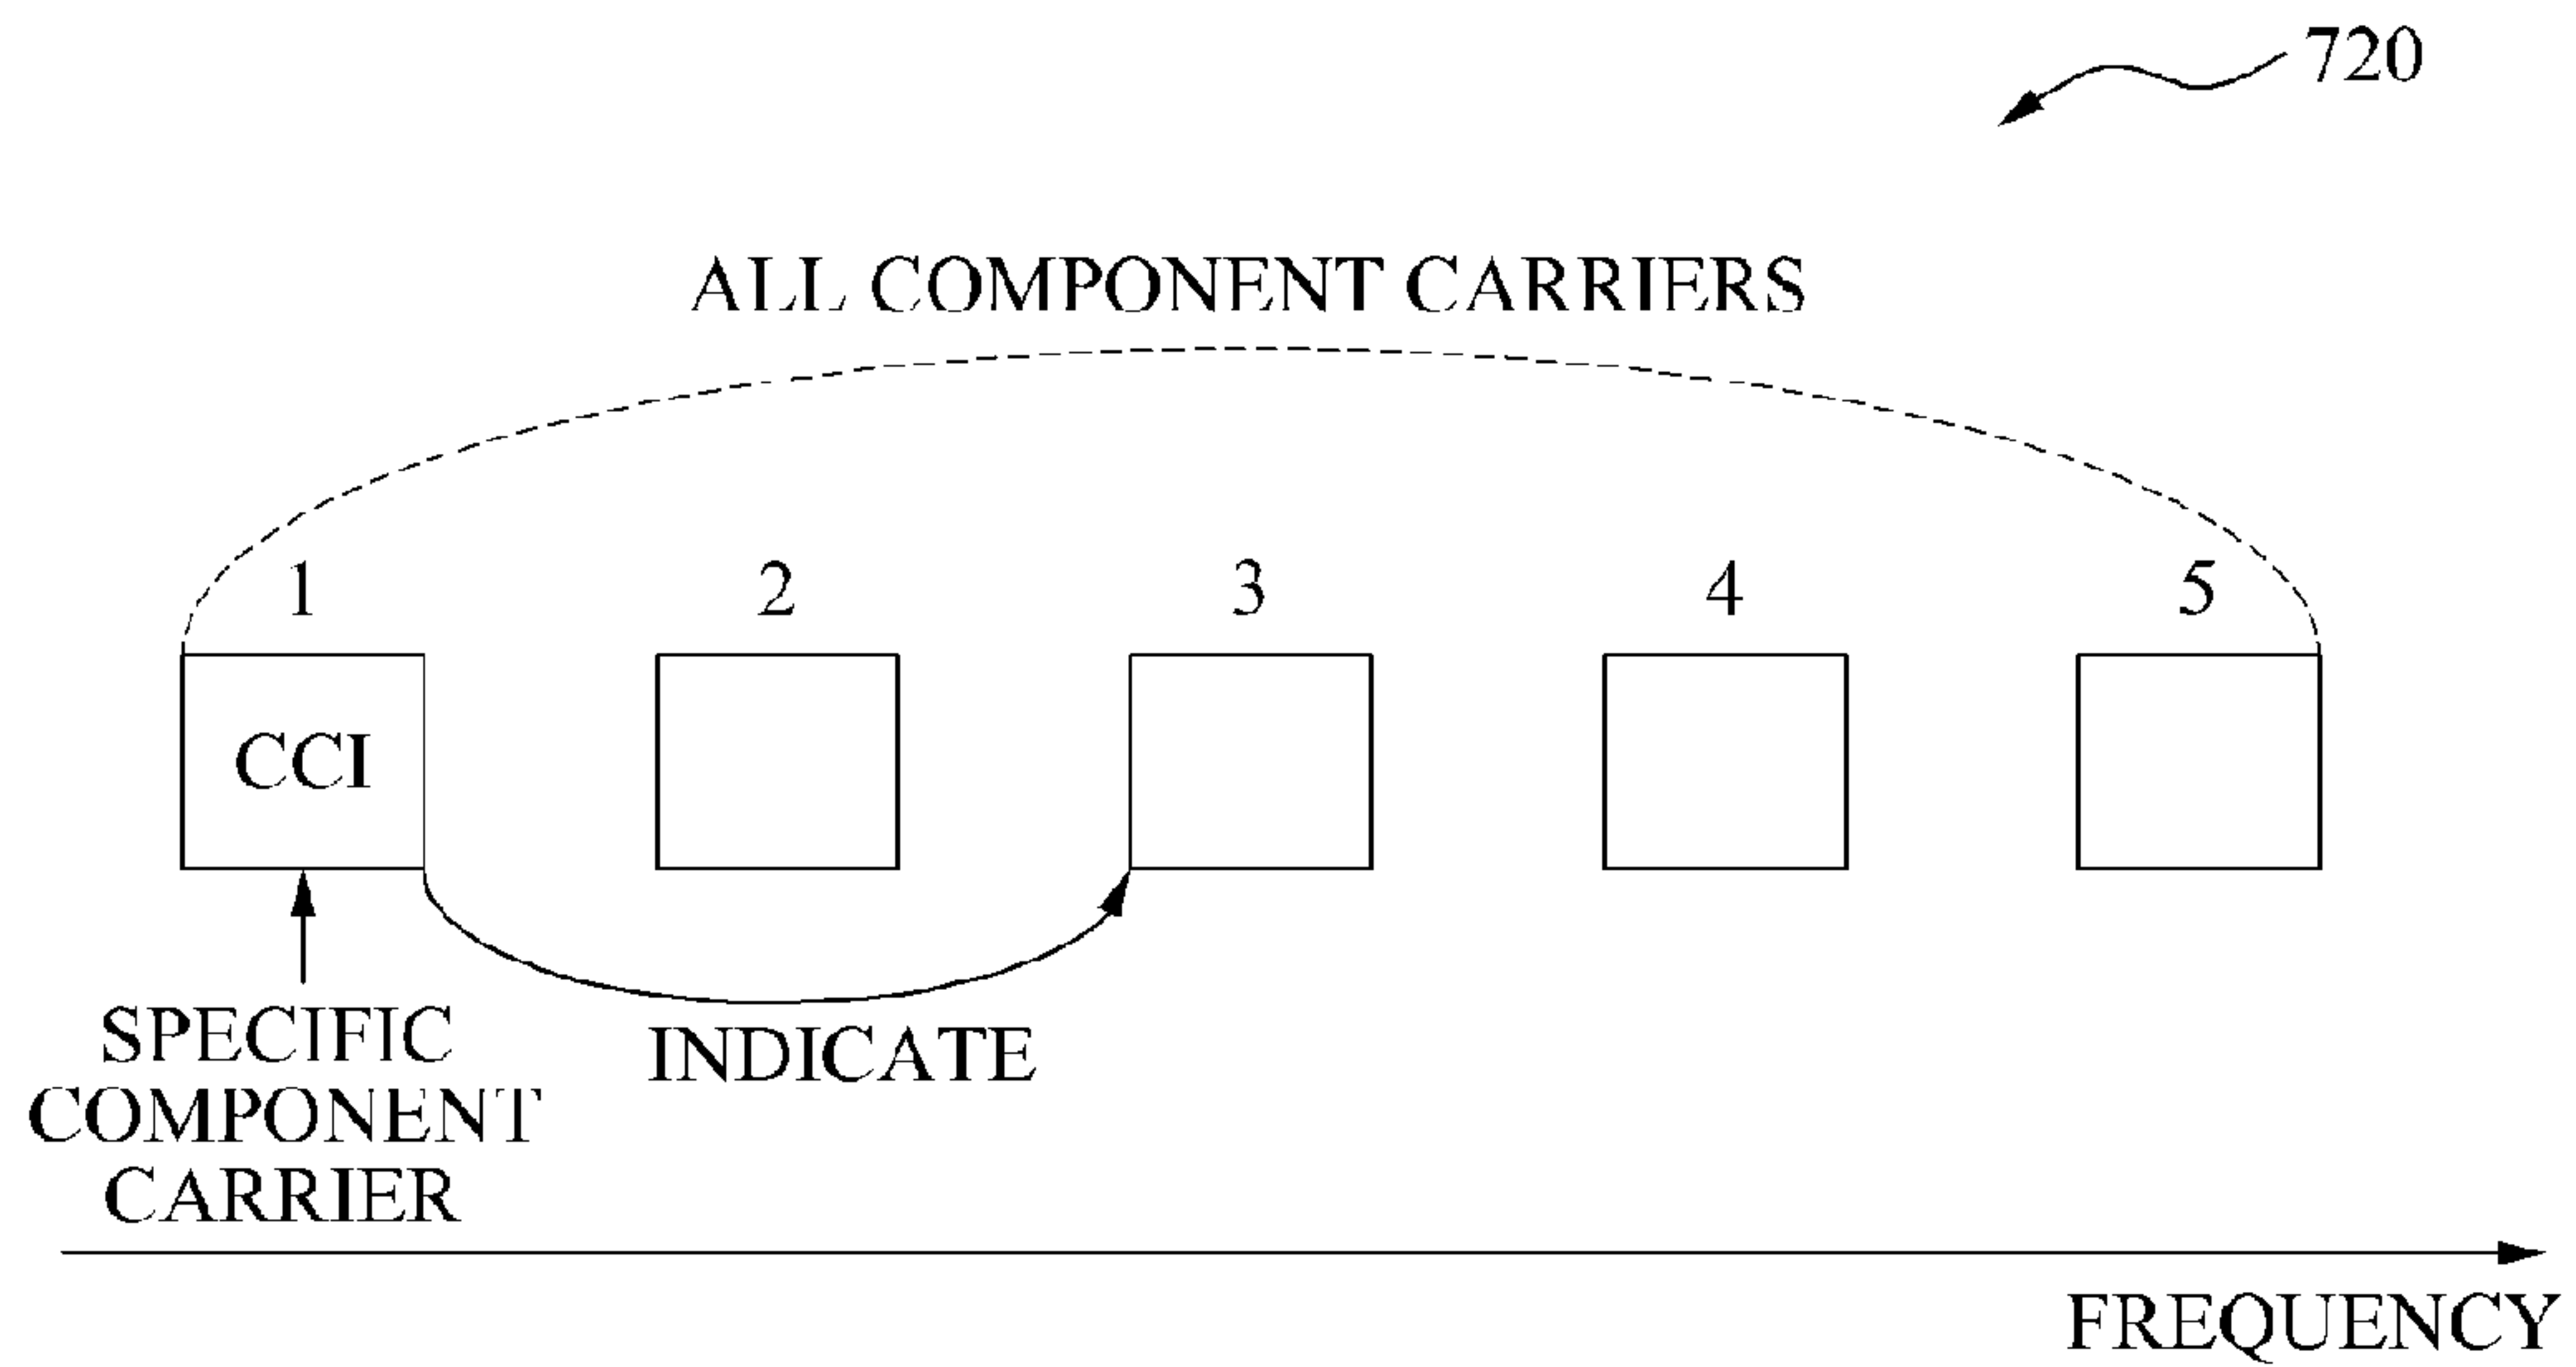 720
ALL COMPONENT CARRIERS
1 2 3 4 5
CCI
SPECIFIC
COMPONENT
CARRIER
INDICATE
FREQUENCY